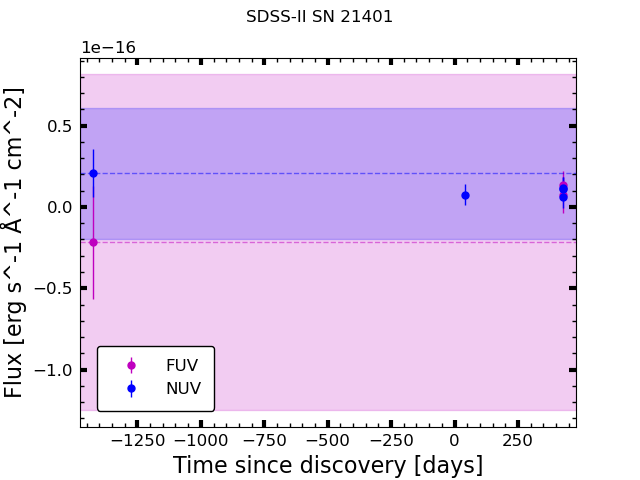 SDSS-II SN 21401
1e−16
0.5
0.0
−0.5
−1.0
Flux [erg s^-1 Å^-1 cm^-2]
FUV
NUV
−1250 −1000 −750 −500 −250 0 250
Time since discovery [days]